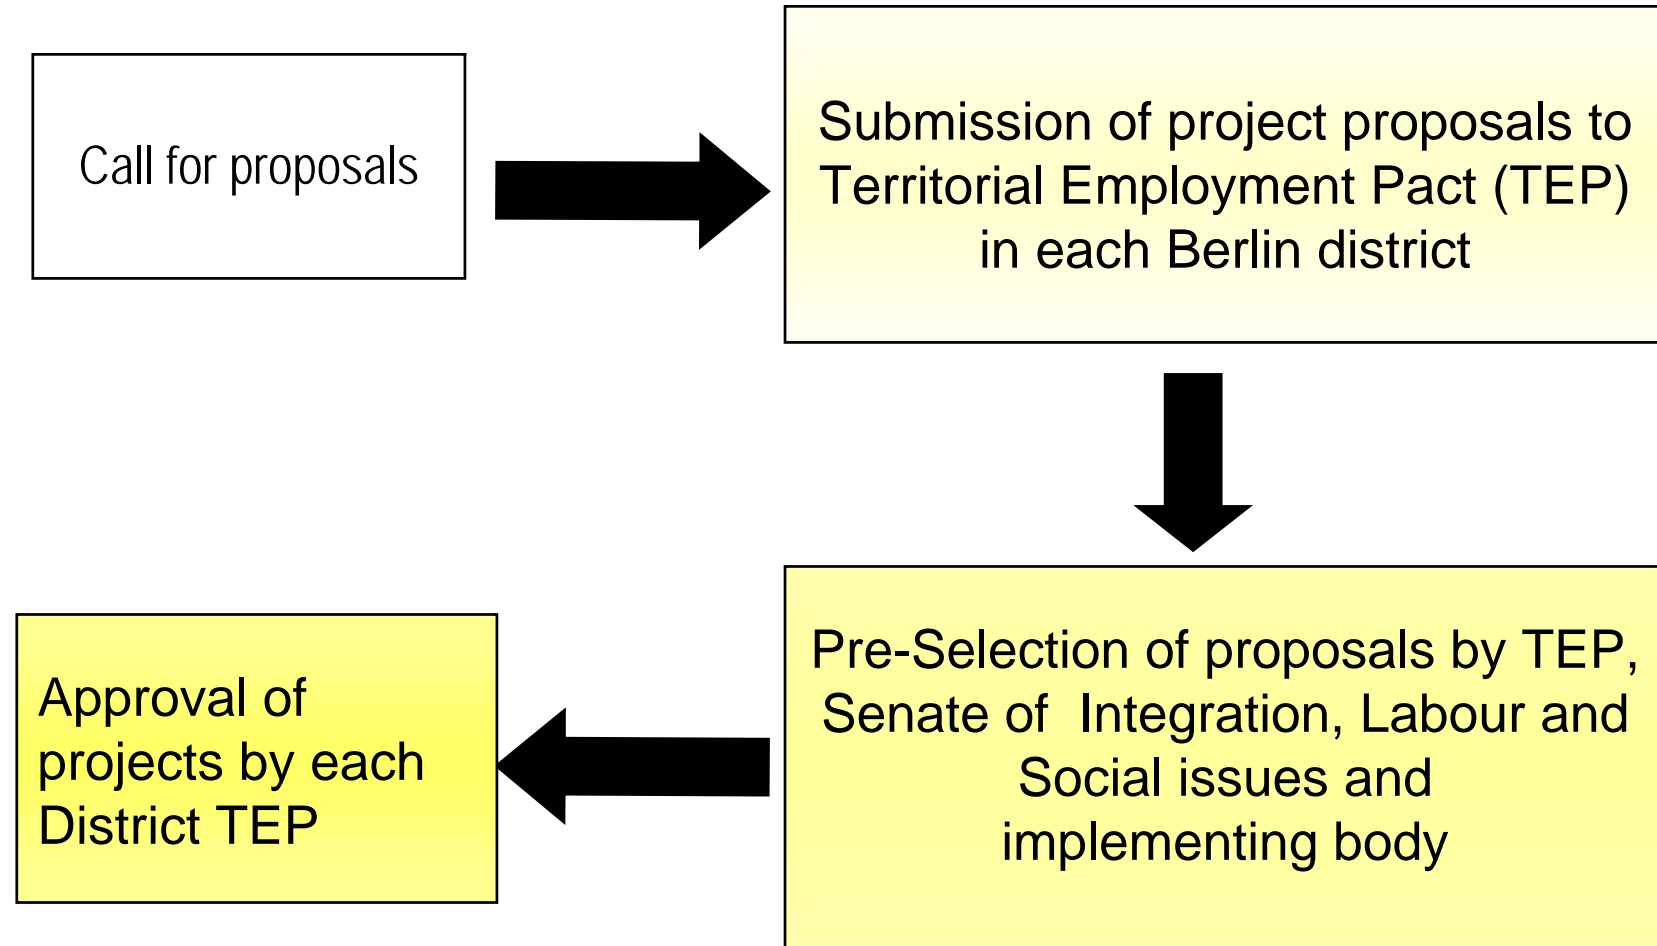 Call for proposals
Submission of project proposals to
Territorial Employment Pact (TEP)
in each Berlin district
Pre-Selection of proposals by TEP,
Senate of  Integration, Labour and
Social issues and
implementing body
Approval of
projects by each
District TEP